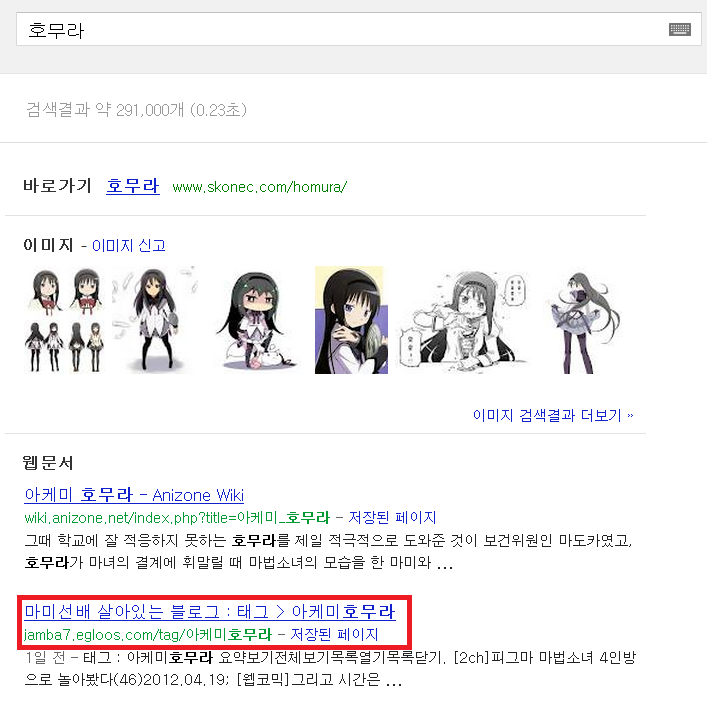 호무라
검색결과 약 291,000개 (0.23초)
바로가기 호무라 www.skonec.com/homura/
이미지 - 이미지 신고
이미지 검색결과 더보기 »
웹문서
아케미 호무라 - Anizone Wiki
wiki.anizone.net/index.php?title=아케미_호무라 - 저장된 페이지
그때 학교에 잘 적응하지 못하는 호무라를 제일 적극적으로 도와준 것이 보건위원인 마도카였고,
호무라가 마녀의 결계에 휘말릴 때 마법소녀의 모습을 한 마미와 ...
마미선배 살아있는 블로그 : 태그 > 아케미호무라
jamba7.egloos.com/tag/아케미호무라 - 저장된 페이지
1일 전 - 태그 : 아케미호무라 요약보기전체보기목록열기목록닫기. [2ch]피그마 마법소녀 4인방
으로 놀아봤다(46)2012.04.19; [웹코믹]그리고 시간은 ...